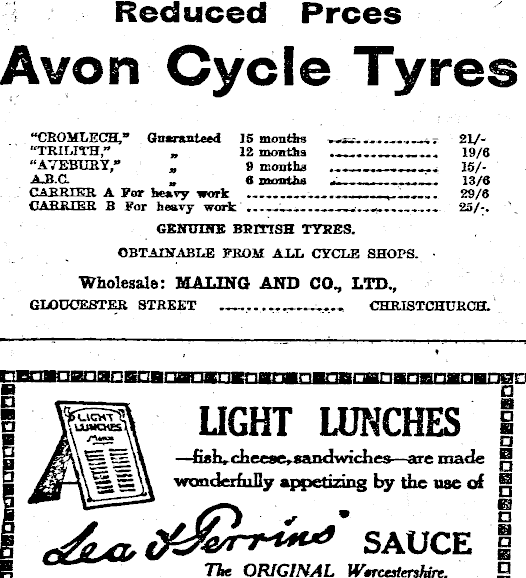 Reduced Prces
Avon Cycle Tyres
"CROMLECH," Guaranteed 15 months ........................ 21/-
"TRILITH," „ 12 months ........................ 19/6
"AVEBURY," „ 9 months ........................ 15/-
A.B.C. „ 6 months ........................ 13/6
CARRIER A For heavy work ........................................ 29/6
CARRIER B For heavy work ........................................ 25/-.
GENUINE BRITISH TYRES.
OBTAINABLE FROM ALL CYCLE SHOPS.
Wholesale: MALING AND CO., LTD.,
GLOUCESTER STREET ........................ CHRISTCHURCH.
LIGHT LUNCHES
Menu
LIGHT LUNCHES
—fish, cheese, sandwiches—are made
wonderfully appetizing by the use of
Lea & Perrins' SAUCE
The ORIGINAL Worcestershire.